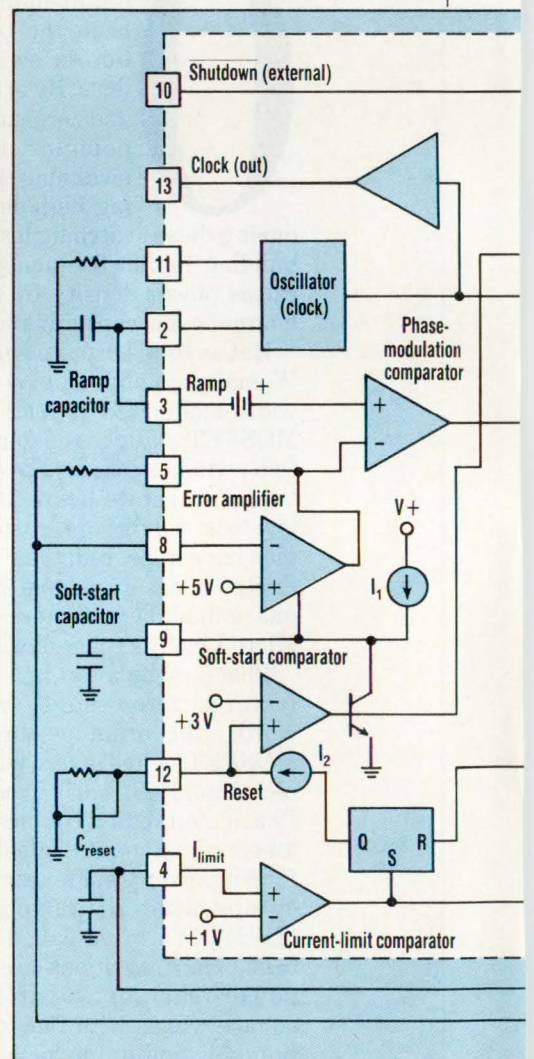 10
Shutdown (external)
13
Clock (out)
11
Oscillator
(clock)
2
Phase-
modulation
comparator
Ramp
capacitor
3
Ramp
+
+
−
5
Error amplifier
8
−
+5 V
+
V+
I1
Soft-start
capacitor
9
Soft-start comparator
−
+3 V
+
I2
12
Reset
Creset
Q
R
S
4
Ilimit
+
+1 V
−
Current-limit comparator